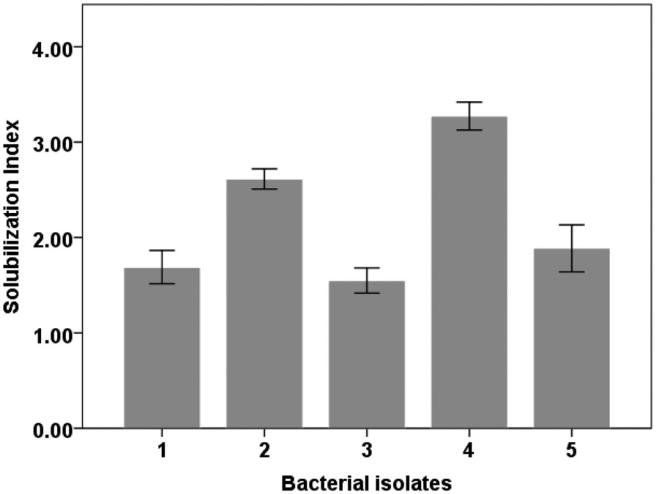 Solubilization Index
4.00
3.00
2.00
1.00
0.00
1 2 3 4 5
Bacterial isolates